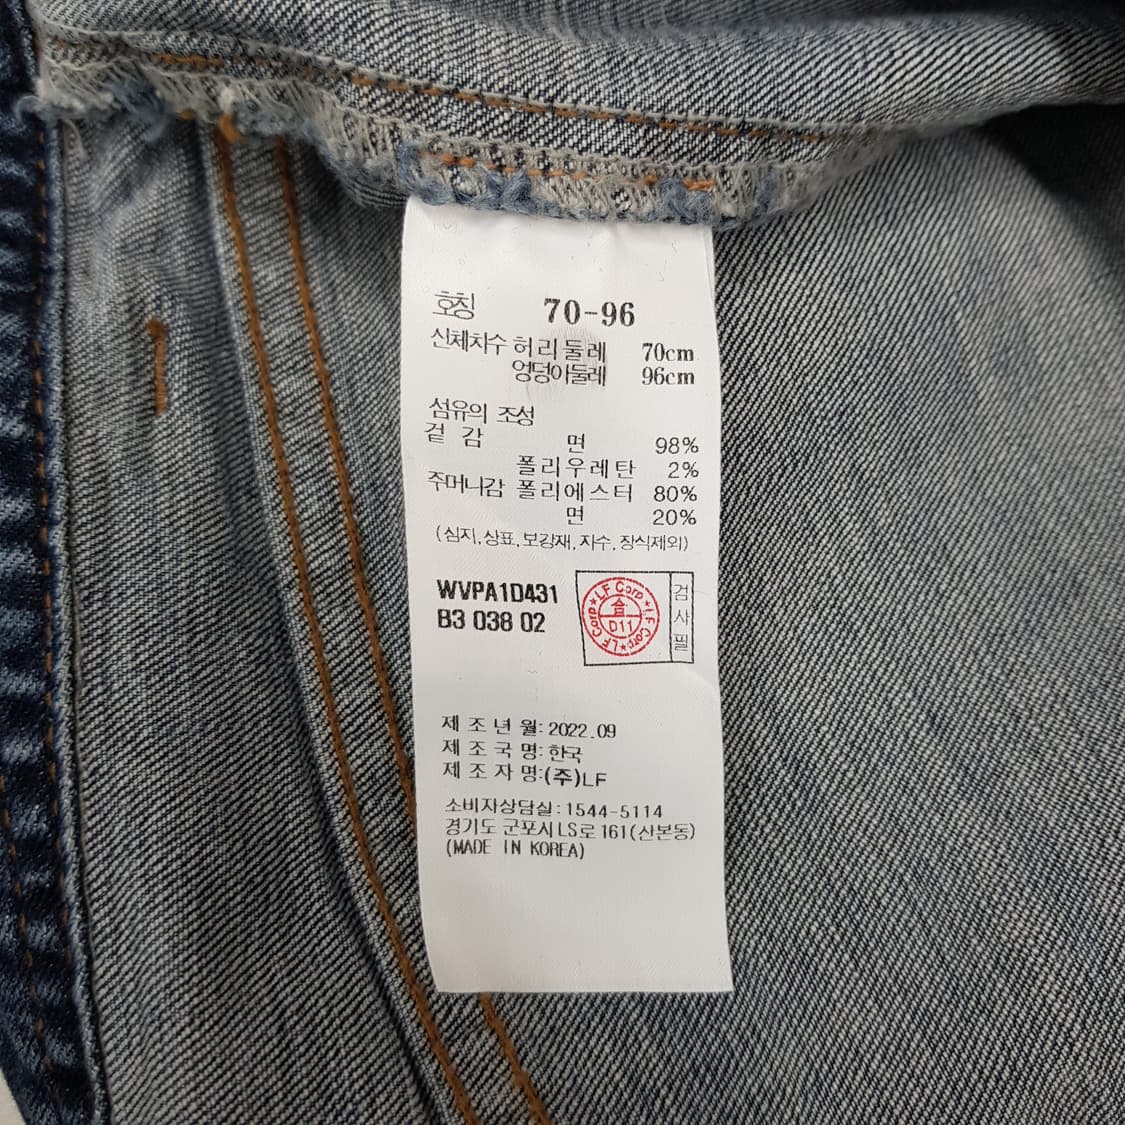 호칭 70-96
신체치수 허리둘레 70cm
엉덩이둘레 96cm
섬유의 조성
겉감 면 98%
폴리우레탄 2%
주머니감 폴리에스터 80%
면 20%
(심지,상표,보강재,자수,장식제외)
WVPA1D431
B3 038 02
LF Corp★LF Corp★LF Corp★
合
D11
검사필
제조년월: 2022.09
제조국명: 한국
제조자명:(주)LF
소비자상담실:1544-5114
경기도 군포시 LS로 161(산본동)
(MADE IN KOREA)